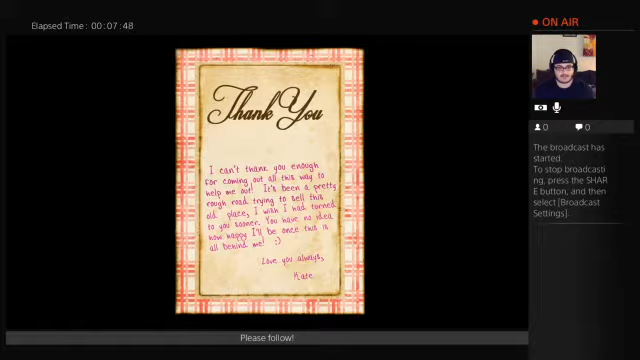 Elapsed Time : 00:07:48
ON AIR
Thank You
I can't thank you enough
for coming out all this way to
help me out! It's been a pretty
rough road trying to sell this
old place, I wish I had turned
to you sooner. You have no idea
how happy I'll be once this is
all behind me! :)
Love you always,
Kate
0
0
The broadcast has
started.
To stop broadcasti
ng, press the SHAR
E button, and then
select [Broadcast
Settings].
Please follow!